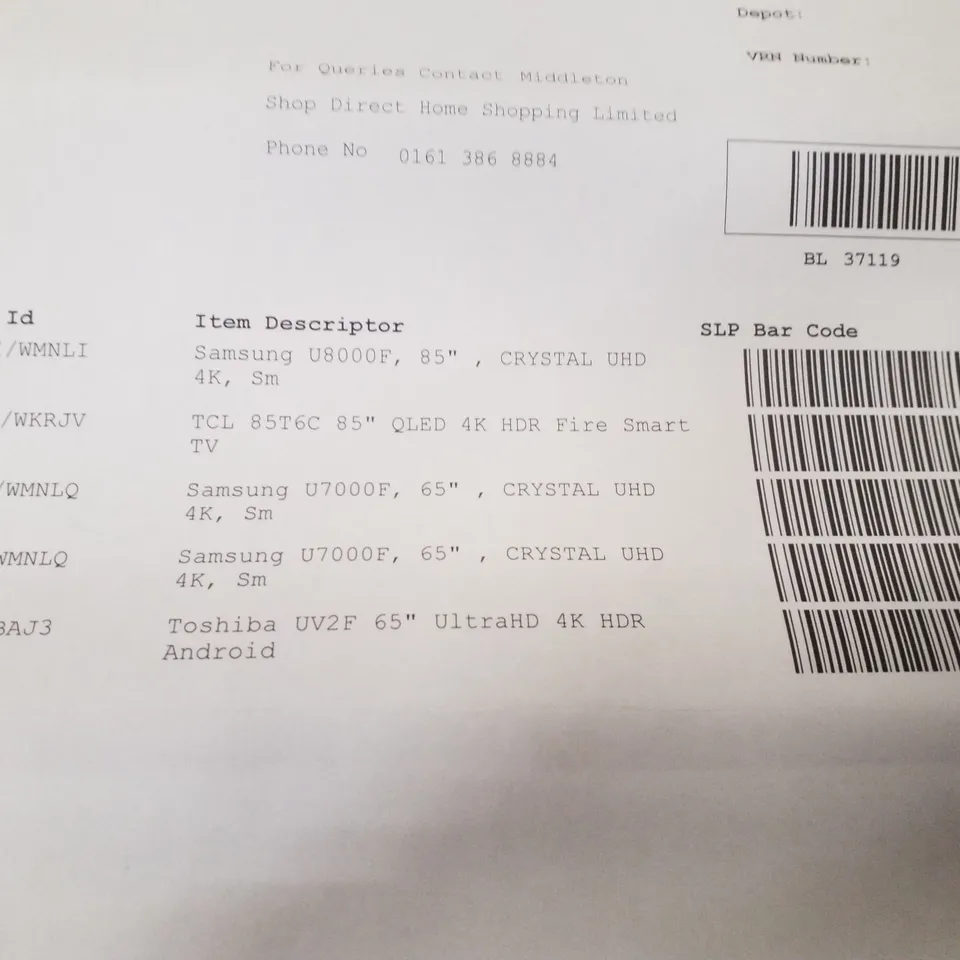 Depot:
VRN Number:
For Queries Contact Middleton
Shop Direct Home Shopping Limited
Phone No 0161 386 8884
BL 37119
Id Item Descriptor SLP Bar Code
/WMNLI Samsung U8000F, 85" , CRYSTAL UHD
4K, Sm
/WKRJV TCL 85T6C 85" QLED 4K HDR Fire Smart
TV
/WMNLQ Samsung U7000F, 65" , CRYSTAL UHD
4K, Sm
WMNLQ Samsung U7000F, 65" , CRYSTAL UHD
4K, Sm
BAJ3 Toshiba UV2F 65" UltraHD 4K HDR
Android